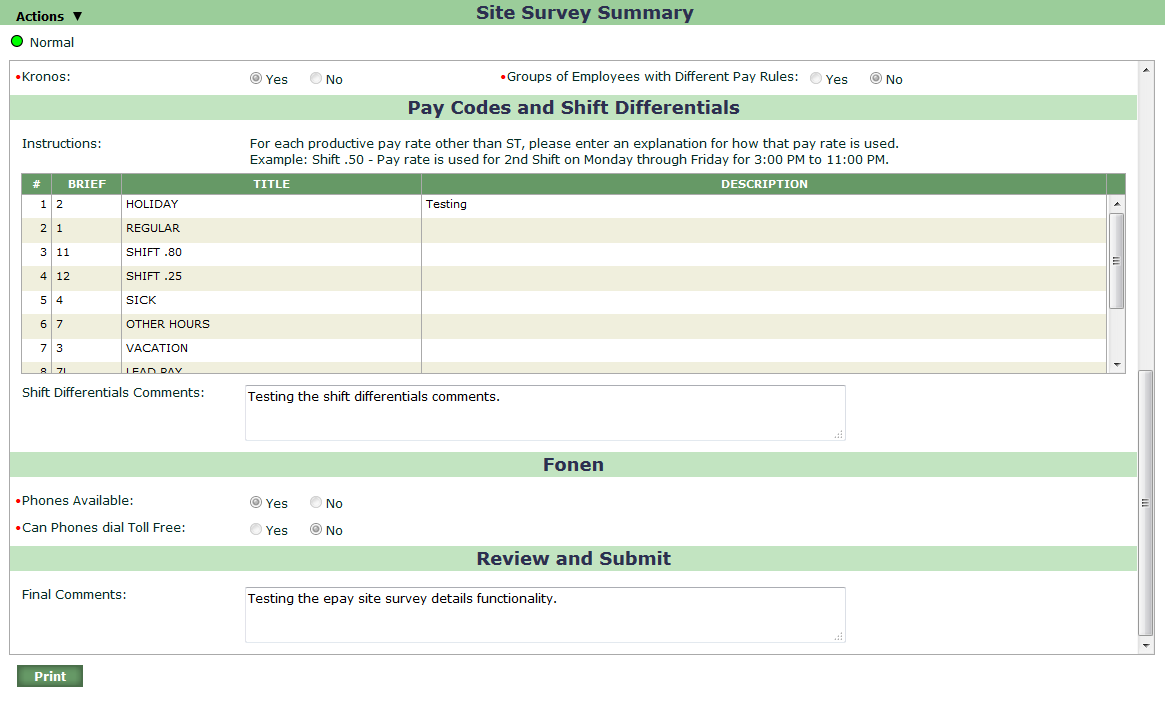 Actions ▼
Site Survey Summary
Normal
•Kronos: Yes No •Groups of Employees with Different Pay Rules: Yes No
Pay Codes and Shift Differentials
Instructions: For each productive pay rate other than ST, please enter an explanation for how that pay rate is used.
Example: Shift .50 - Pay rate is used for 2nd Shift on Monday through Friday for 3:00 PM to 11:00 PM.
# BRIEF TITLE DESCRIPTION
1 2 HOLIDAY Testing
2 1 REGULAR
3 11 SHIFT .80
4 12 SHIFT .25
5 4 SICK
6 7 OTHER HOURS
7 3 VACATION
8 7L LEAD PAY
Shift Differentials Comments: Testing the shift differentials comments.
Fonen
•Phones Available: Yes No
•Can Phones dial Toll Free: Yes No
Review and Submit
Final Comments: Testing the epay site survey details functionality.
Print